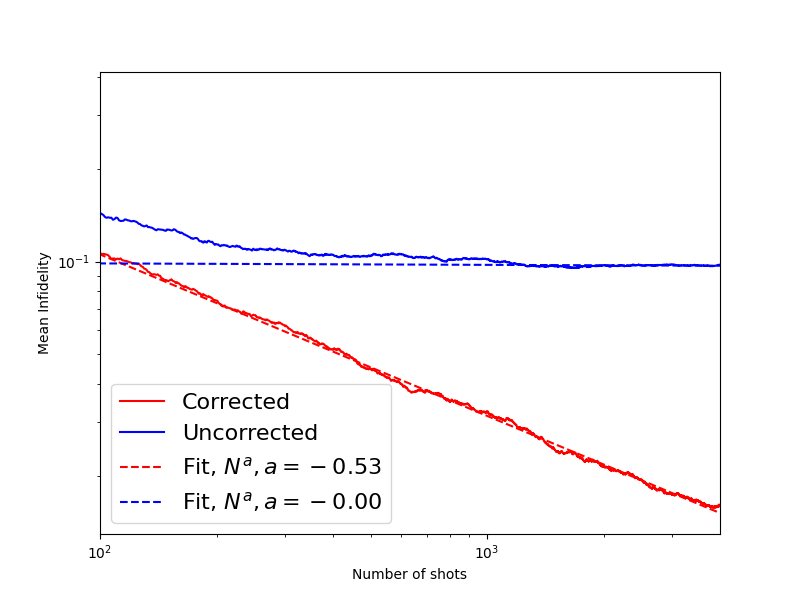 Mean Infidelity
10⁻¹
Corrected
Uncorrected
Fit, Nᵃ, a = −0.53
Fit, Nᵃ, a = −0.00
10² 10³
Number of shots